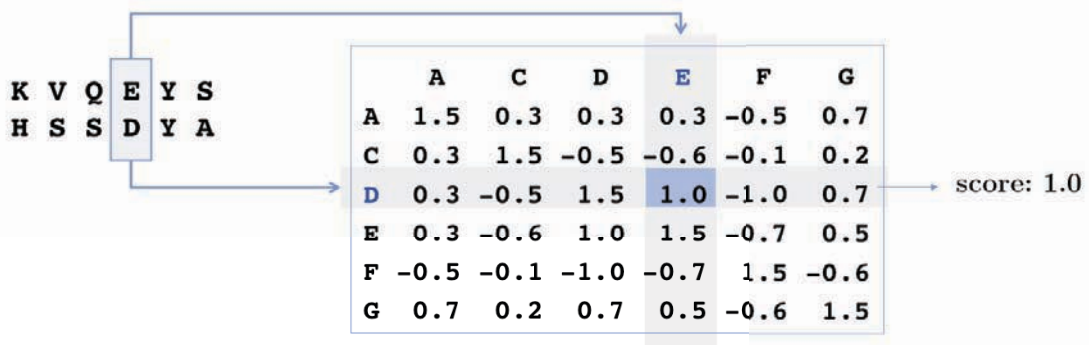 K V Q E Y S
H S S D Y A
A C D E F G
A 1.5 0.3 0.3 0.3 -0.5 0.7
C 0.3 1.5 -0.5 -0.6 -0.1 0.2
D 0.3 -0.5 1.5 1.0 -1.0 0.7
E 0.3 -0.6 1.0 1.5 -0.7 0.5
F -0.5 -0.1 -1.0 -0.7 1.5 -0.6
G 0.7 0.2 0.7 0.5 -0.6 1.5
score: 1.0